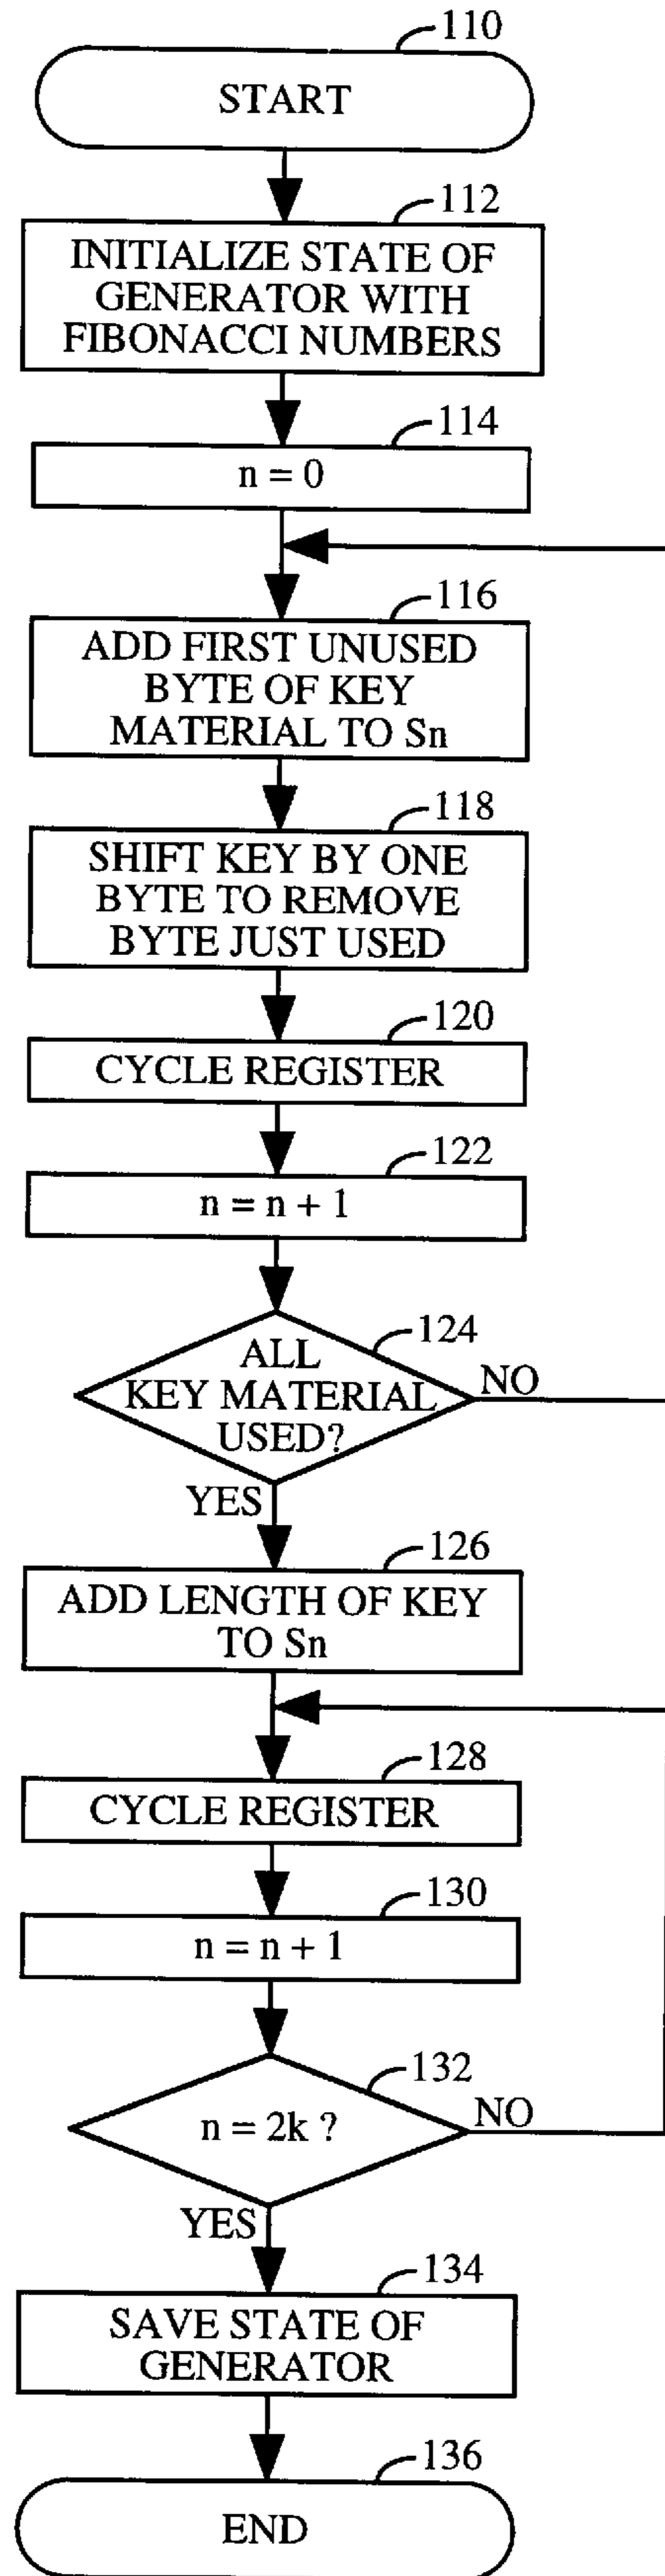 110
START
112
INITIALIZE STATE OF
GENERATOR WITH
FIBONACCI NUMBERS
114
n = 0
116
ADD FIRST UNUSED
BYTE OF KEY
MATERIAL TO Sn
118
SHIFT KEY BY ONE
BYTE TO REMOVE
BYTE JUST USED
120
CYCLE REGISTER
122
n = n + 1
124
ALL
KEY MATERIAL
USED?
NO
YES
126
ADD LENGTH OF KEY
TO Sn
128
CYCLE REGISTER
130
n = n + 1
132
n = 2k ?
NO
YES
134
SAVE STATE OF
GENERATOR
136
END